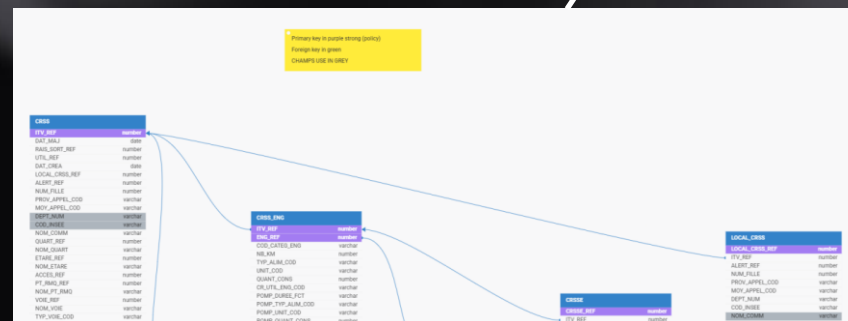 Primary key in purple strong (policy)
Foreign key in green
CHAMPS USE IN GREY
CRSS
ITV_REF number
DAT_MAJ date
RAIS_SORT_REF number
UTIL_REF number
DAT_CREA date
LOCAL_CRSS_REF number
ALERT_REF number
NUM_FILLE number
PROV_APPEL_COD varchar
MOY_APPEL_COD varchar
DEPT_NUM varchar
COD_INSEE varchar
NOM_COMM varchar
QUART_REF number
NOM_QUART varchar
ETARE_REF number
NOM_ETARE varchar
ACCES_REF number
PT_RMQ_REF number
NOM_PT_RMQ varchar
VOIE_REF number
NOM_VOIE varchar
TYP_VOIE_COD varchar
CRSS_ENG
ITV_REF number
ENG_REF number
COD_CATEG_ENG varchar
NB_KM number
TYP_ALIM_COD varchar
UNIT_COD varchar
QUANT_CONS number
CR_UTIL_ENG_COD varchar
POMP_DUREE_FCT varchar
POMP_TYP_ALIM_COD varchar
POMP_UNIT_COD varchar
POMP_QUANT_CONS number
CRSSE
CRSSE_REF number
ITV_REF number
LOCAL_CRSS
LOCAL_CRSS_REF number
ITV_REF number
ALERT_REF number
NUM_FILLE number
PROV_APPEL_COD varchar
MOY_APPEL_COD varchar
DEPT_NUM varchar
COD_INSEE varchar
NOM_COMM varchar